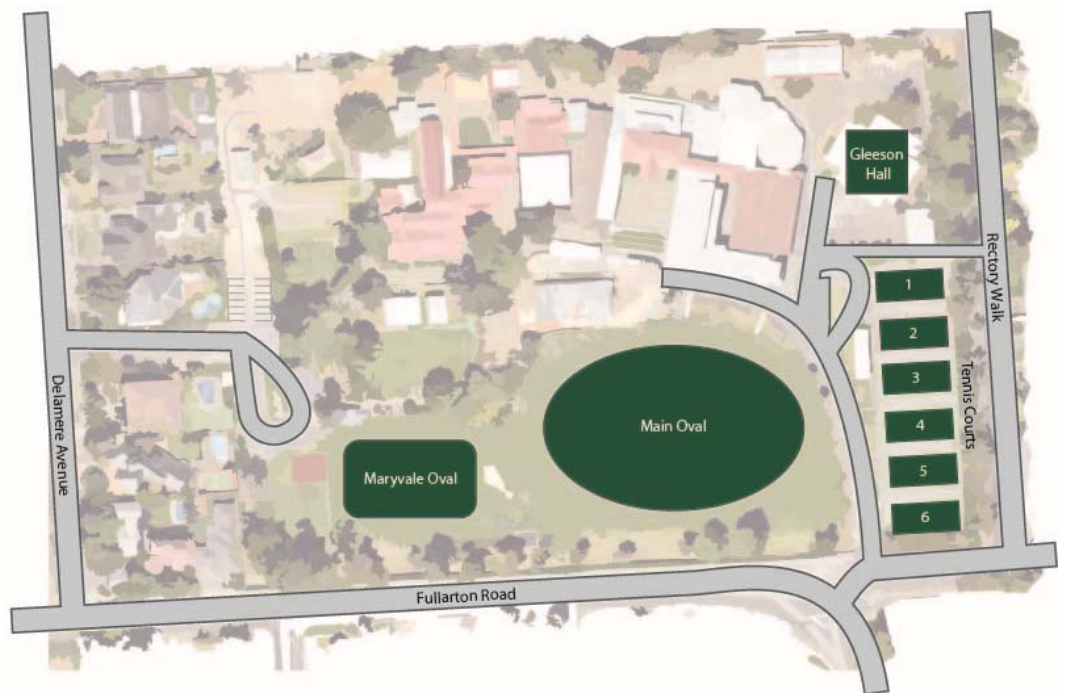 Gleeson
Hall
Rectory Walk
1
2
3
4
5
6
Tennis Courts
Main Oval
Maryvale Oval
Delamere Avenue
Fullarton Road